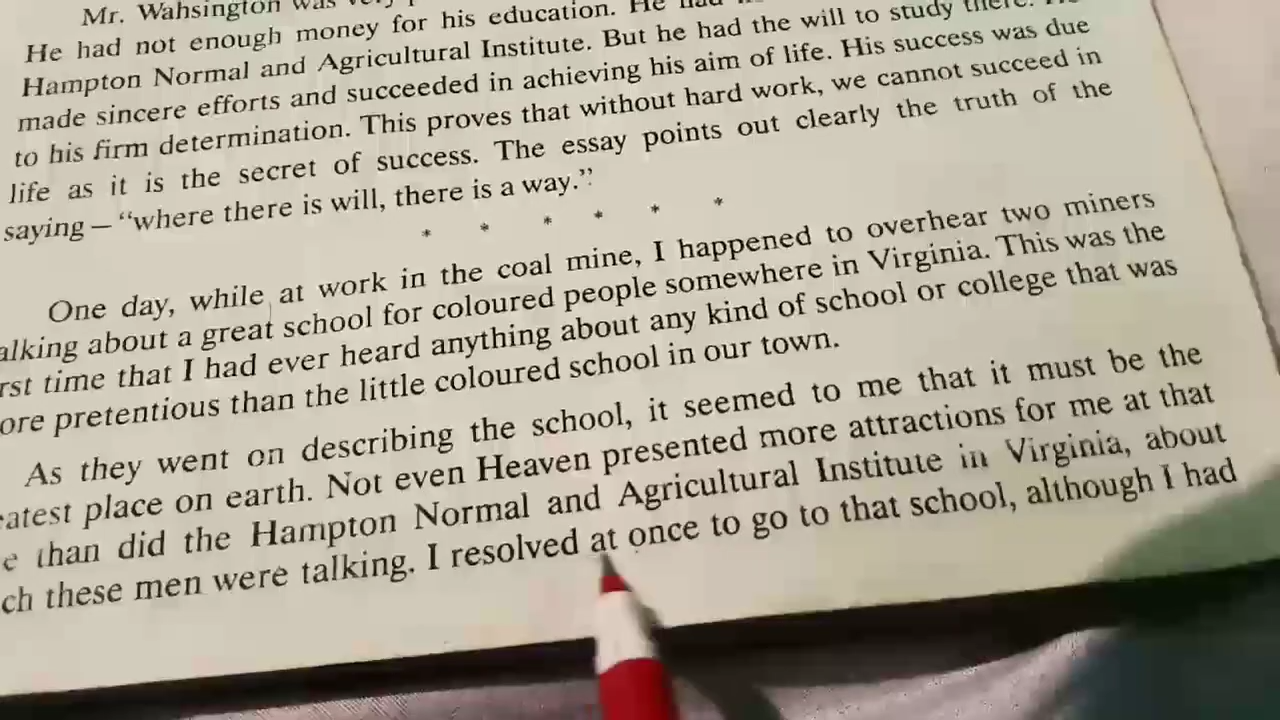 Mr. Wahsington was
He had not enough money for his education. He had
Hampton Normal and Agricultural Institute. But he had the will to study there.
made sincere efforts and succeeded in achieving his aim of life. His success was due
to his firm determination. This proves that without hard work, we cannot succeed in
life as it is the secret of success. The essay points out clearly the truth of the
saying – “where there is will, there is a way.”
* * * * * *
One day, while at work in the coal mine, I happened to overhear two miners
alking about a great school for coloured people somewhere in Virginia. This was the
rst time that I had ever heard anything about any kind of school or college that was
ore pretentious than the little coloured school in our town.
As they went on describing the school, it seemed to me that it must be the
eatest place on earth. Not even Heaven presented more attractions for me at that
e than did the Hampton Normal and Agricultural Institute in Virginia, about
ch these men were talking. I resolved at once to go to that school, although I had